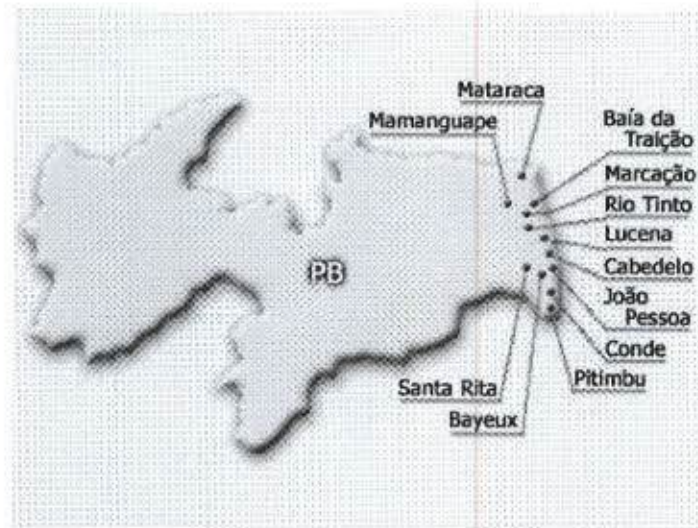 Mataraca
Mamanguape
Baía da
Traição
Marcação
Rio Tinto
Lucena
PB
Cabedelo
João
Pessoa
Conde
Santa Rita
Pitimbu
Bayeux